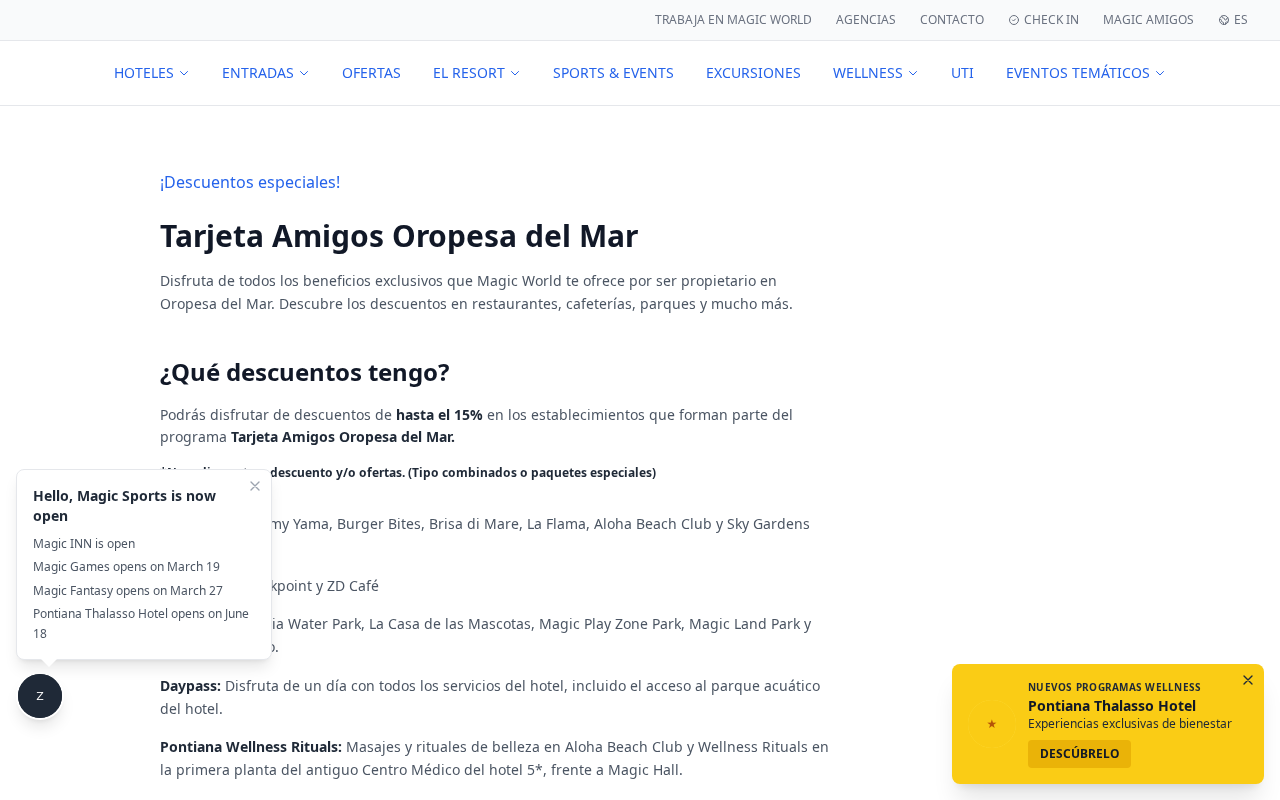 TRABAJA EN MAGIC WORLD AGENCIAS CONTACTO CHECK IN MAGIC AMIGOS ES
HOTELES ENTRADAS OFERTAS EL RESORT SPORTS & EVENTS EXCURSIONES WELLNESS UTI EVENTOS TEMÁTICOS
¡Descuentos especiales!
Tarjeta Amigos Oropesa del Mar
Disfruta de todos los beneficios exclusivos que Magic World te ofrece por ser propietario en
Oropesa del Mar. Descubre los descuentos en restaurantes, cafeterías, parques y mucho más.
¿Qué descuentos tengo?
Podrás disfrutar de descuentos de hasta el 15% en los establecimientos que forman parte del
programa Tarjeta Amigos Oropesa del Mar.
descuento y/o ofertas. (Tipo combinados o paquetes especiales)
Yama, Burger Bites, Brisa di Mare, La Flama, Aloha Beach Club y Sky Gardens
y ZD Café
Water Park, La Casa de las Mascotas, Magic Play Zone Park, Magic Land Park y
Daypass: Disfruta de un día con todos los servicios del hotel, incluido el acceso al parque acuático
del hotel.
Pontiana Wellness Rituals: Masajes y rituales de belleza en Aloha Beach Club y Wellness Rituals en
la primera planta del antiguo Centro Médico del hotel 5*, frente a Magic Hall.
Hello, Magic Sports is now
open
Magic INN is open
Magic Games opens on March 19
Magic Fantasy opens on March 27
Pontiana Thalasso Hotel opens on June
18
Z
NUEVOS PROGRAMAS WELLNESS
Pontiana Thalasso Hotel
Experiencias exclusivas de bienestar
DESCÚBRELO